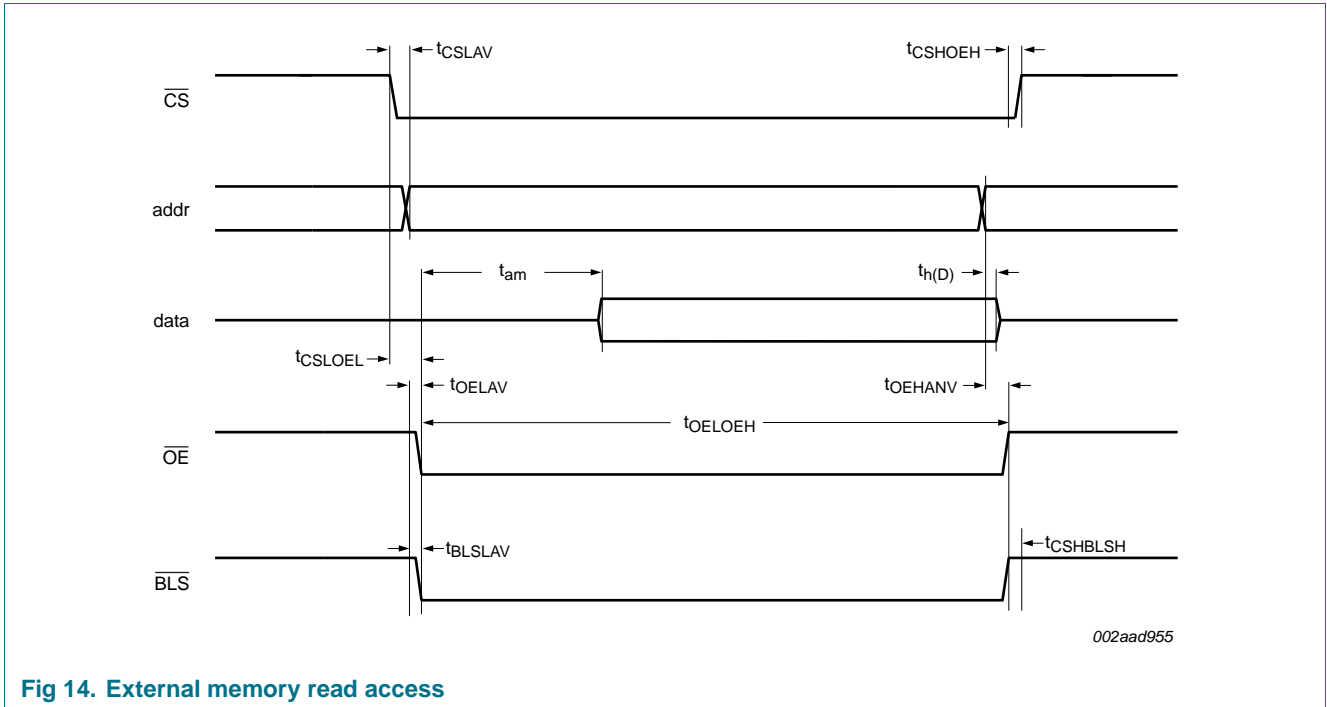 tCSLAV
tCSHOEH
CS
addr
tam
th(D)
data
tCSLOEL
tOELAV
tOEHANV
tOELOEH
OE
tBLSLAV
tCSHBLSH
BLS
002aad955
Fig 14. External memory read access